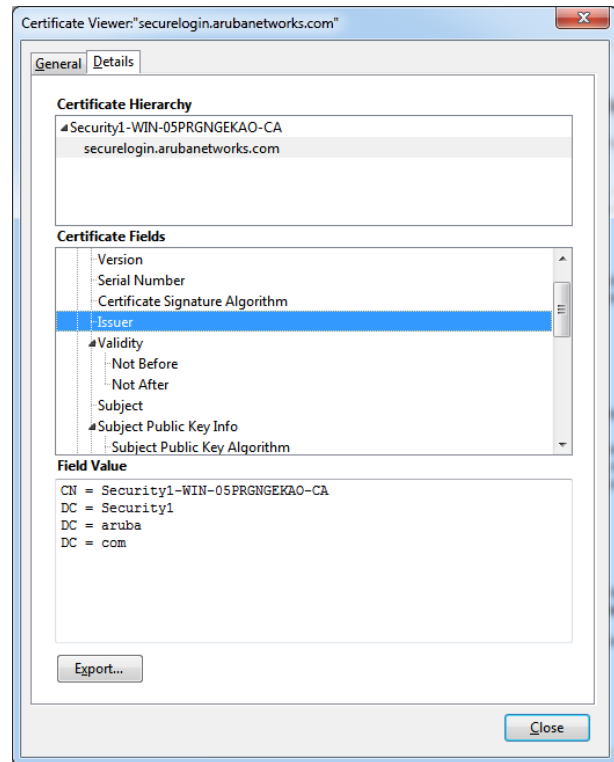 Certificate Viewer:"securelogin.arubanetworks.com"
General Details
Certificate Hierarchy
Security1-WIN-05PRGNGEKAO-CA
securelogin.arubanetworks.com
Certificate Fields
Version
Serial Number
Certificate Signature Algorithm
Issuer
Validity
Not Before
Not After
Subject
Subject Public Key Info
Subject Public Key Algorithm
Field Value
CN = Security1-WIN-05PRGNGEKAO-CA
DC = Security1
DC = aruba
DC = com
Export...
Close